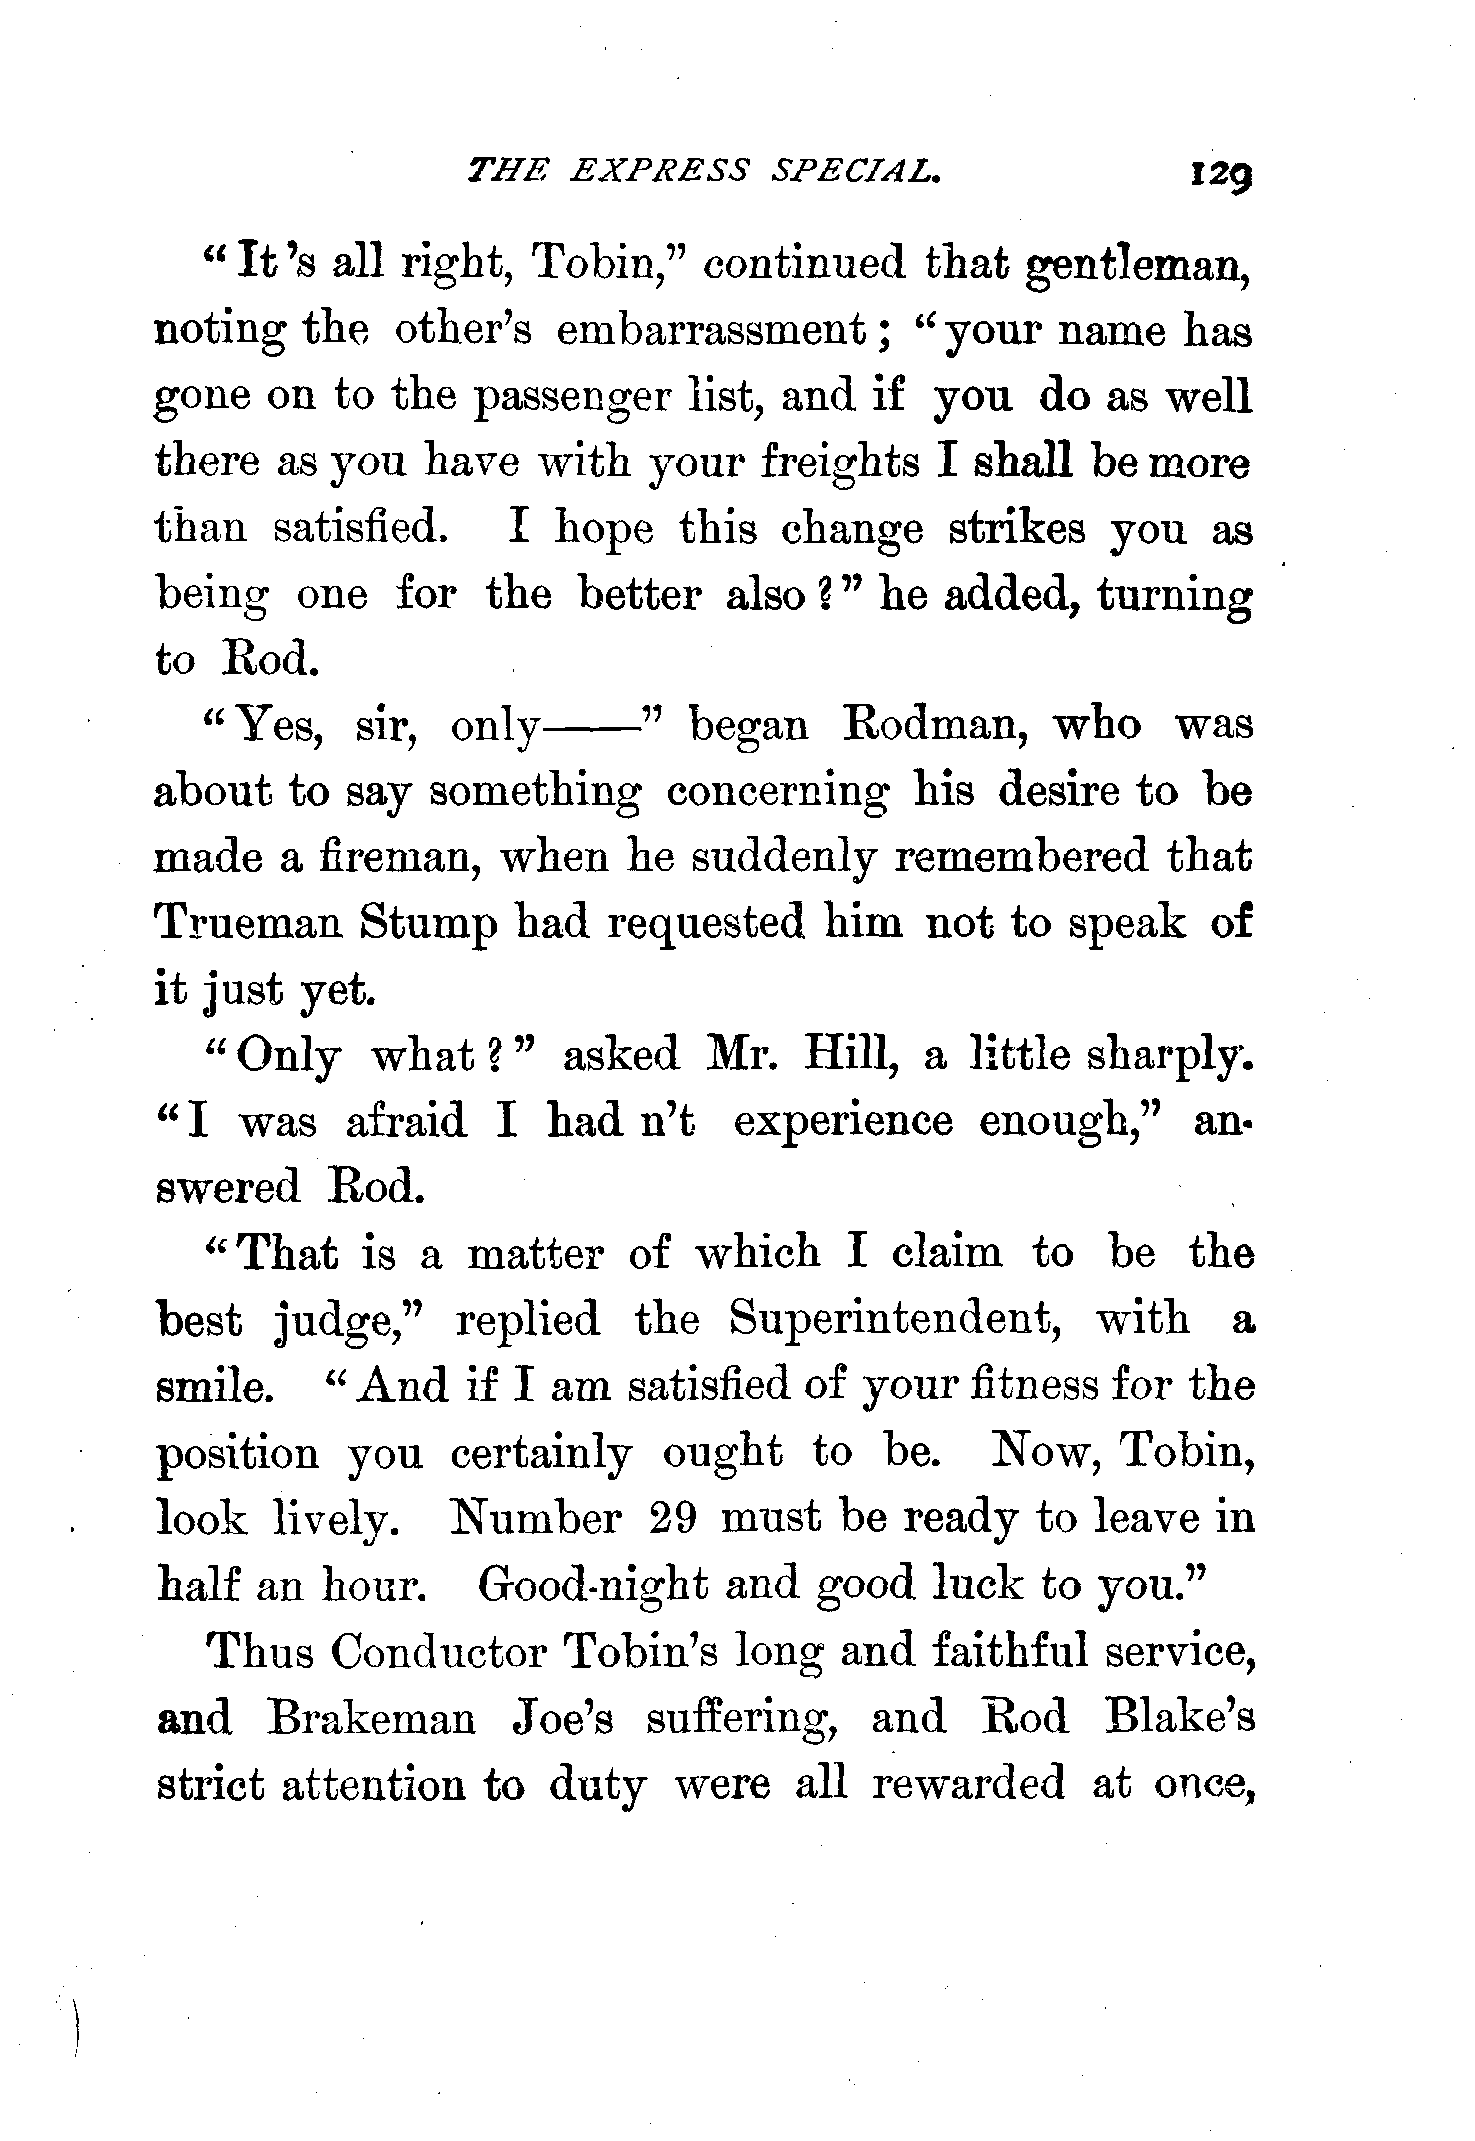 THE EXPRESS SPECIAL. 129
“It ’s all right, Tobin,” continued that gentleman,
noting the other’s embarrassment; “your name has
gone on to the passenger list, and if you do as well
there as you have with your freights I shall be more
than satisfied. I hope this change strikes you as
being one for the better also?” he added, turning
to Rod.
“Yes, sir, only——” began Rodman, who was
about to say something concerning his desire to be
made a fireman, when he suddenly remembered that
Trueman Stump had requested him not to speak of
it just yet.
“Only what?” asked Mr. Hill, a little sharply.
“I was afraid I had n’t experience enough,” an-
swered Rod.
“That is a matter of which I claim to be the
best judge,” replied the Superintendent, with a
smile. “And if I am satisfied of your fitness for the
position you certainly ought to be. Now, Tobin,
look lively. Number 29 must be ready to leave in
half an hour. Good-night and good luck to you.”
Thus Conductor Tobin’s long and faithful service,
and Brakeman Joe’s suffering, and Rod Blake’s
strict attention to duty were all rewarded at once,